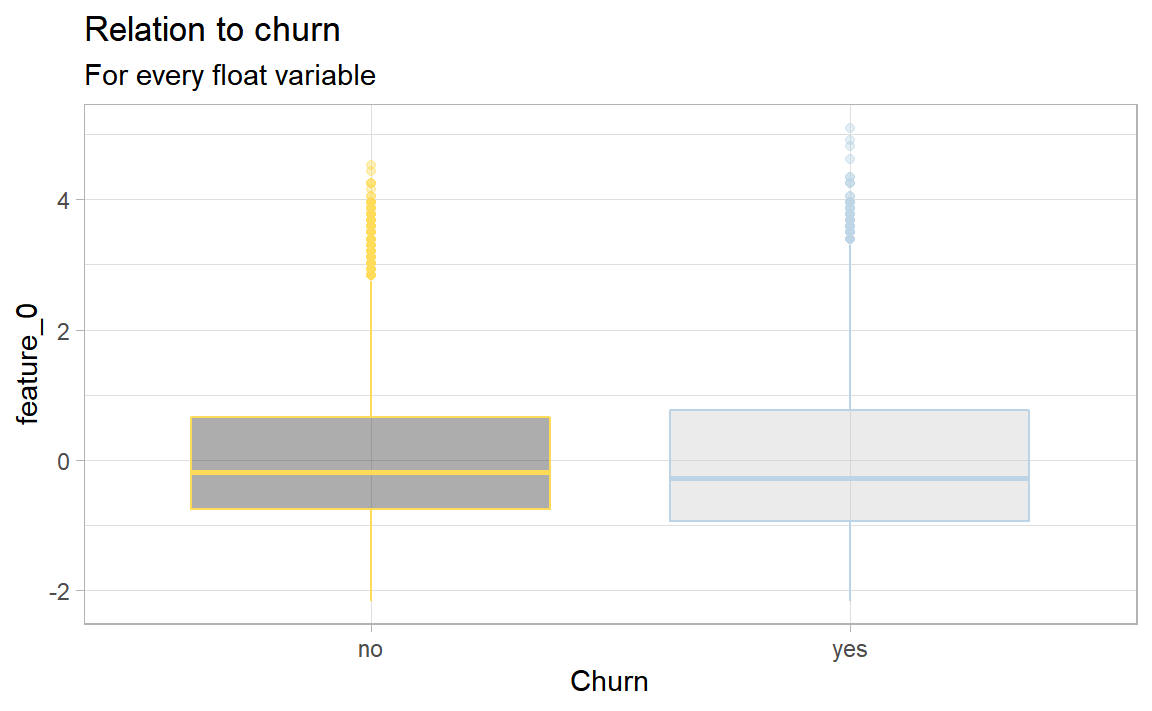 Relation to churn
For every float variable
feature_0
4
2
0
-2
no yes
Churn